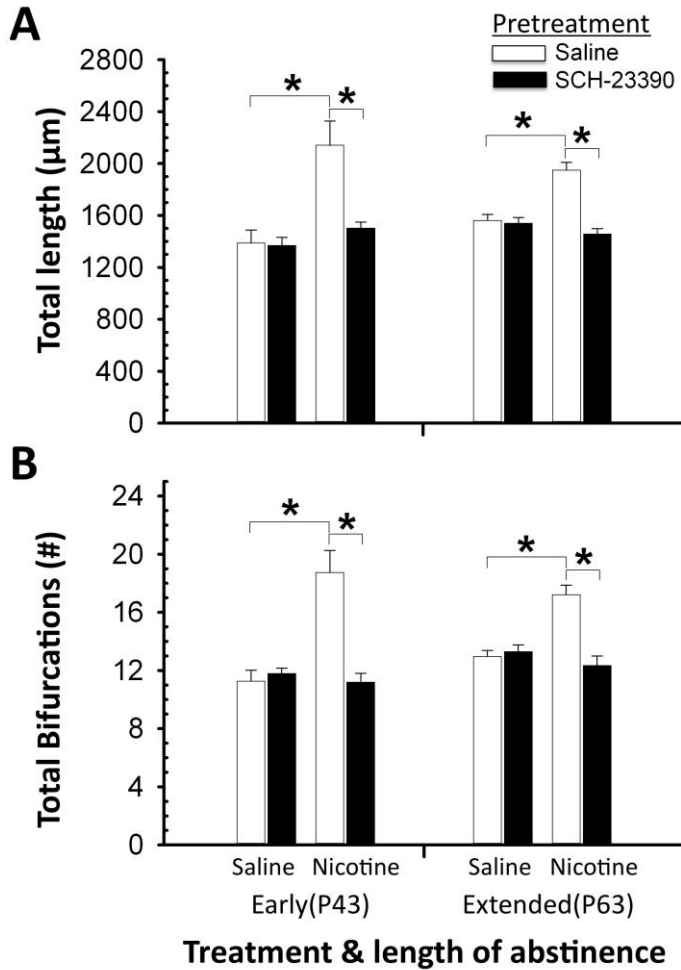 A
Pretreatment
Saline
SCH-23390
Total length (µm)
2800
2400
2000
1600
1200
800
400
0
* * * *
B
Total Bifurcations (#)
24
20
16
12
8
4
0
* * * *
Saline Nicotine Saline Nicotine
Early(P43) Extended(P63)
Treatment & length of abstinence